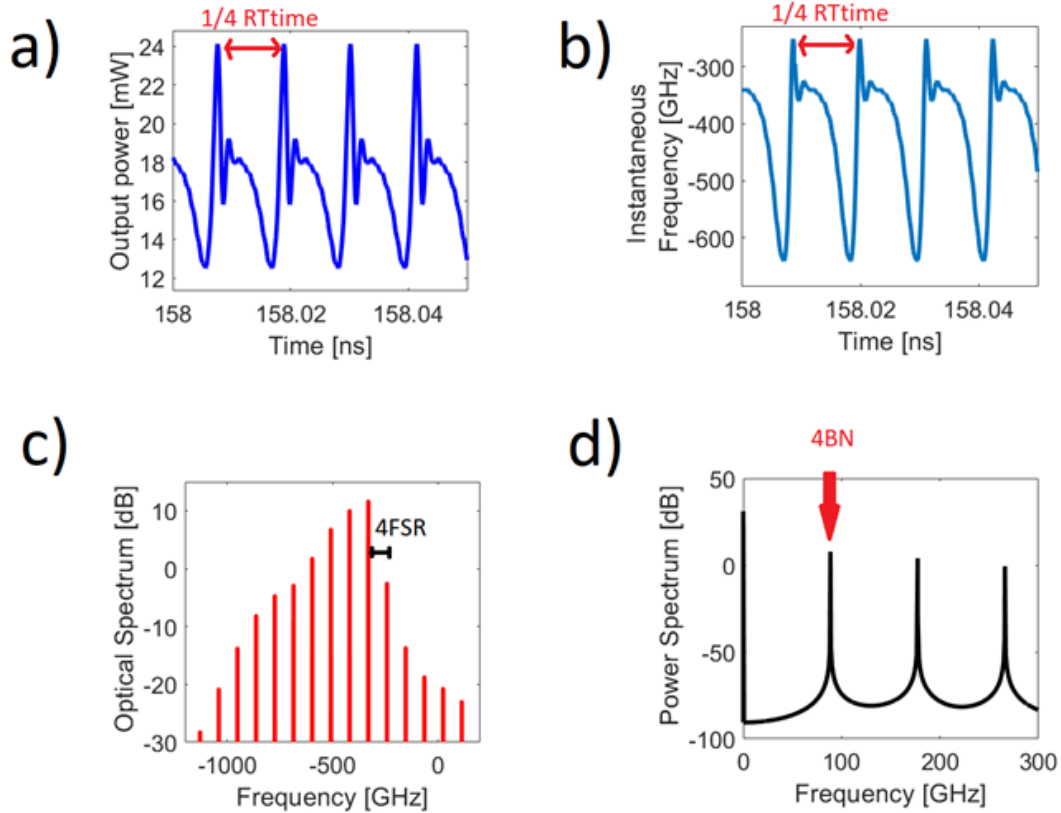 a)
1/4 RTtime
Output power [mW]
24
22
20
18
16
14
12
158
158.02
158.04
Time [ns]
b)
1/4 RTtime
Instantaneous
Frequency [GHz]
-300
-400
-500
-600
158
158.02
158.04
Time [ns]
c)
Optical Spectrum [dB]
10
0
-10
-20
-30
4FSR
-1000
-500
0
Frequency [GHz]
d)
4BN
Power Spectrum [dB]
50
0
-50
-100
0
100
200
300
Frequency [GHz]